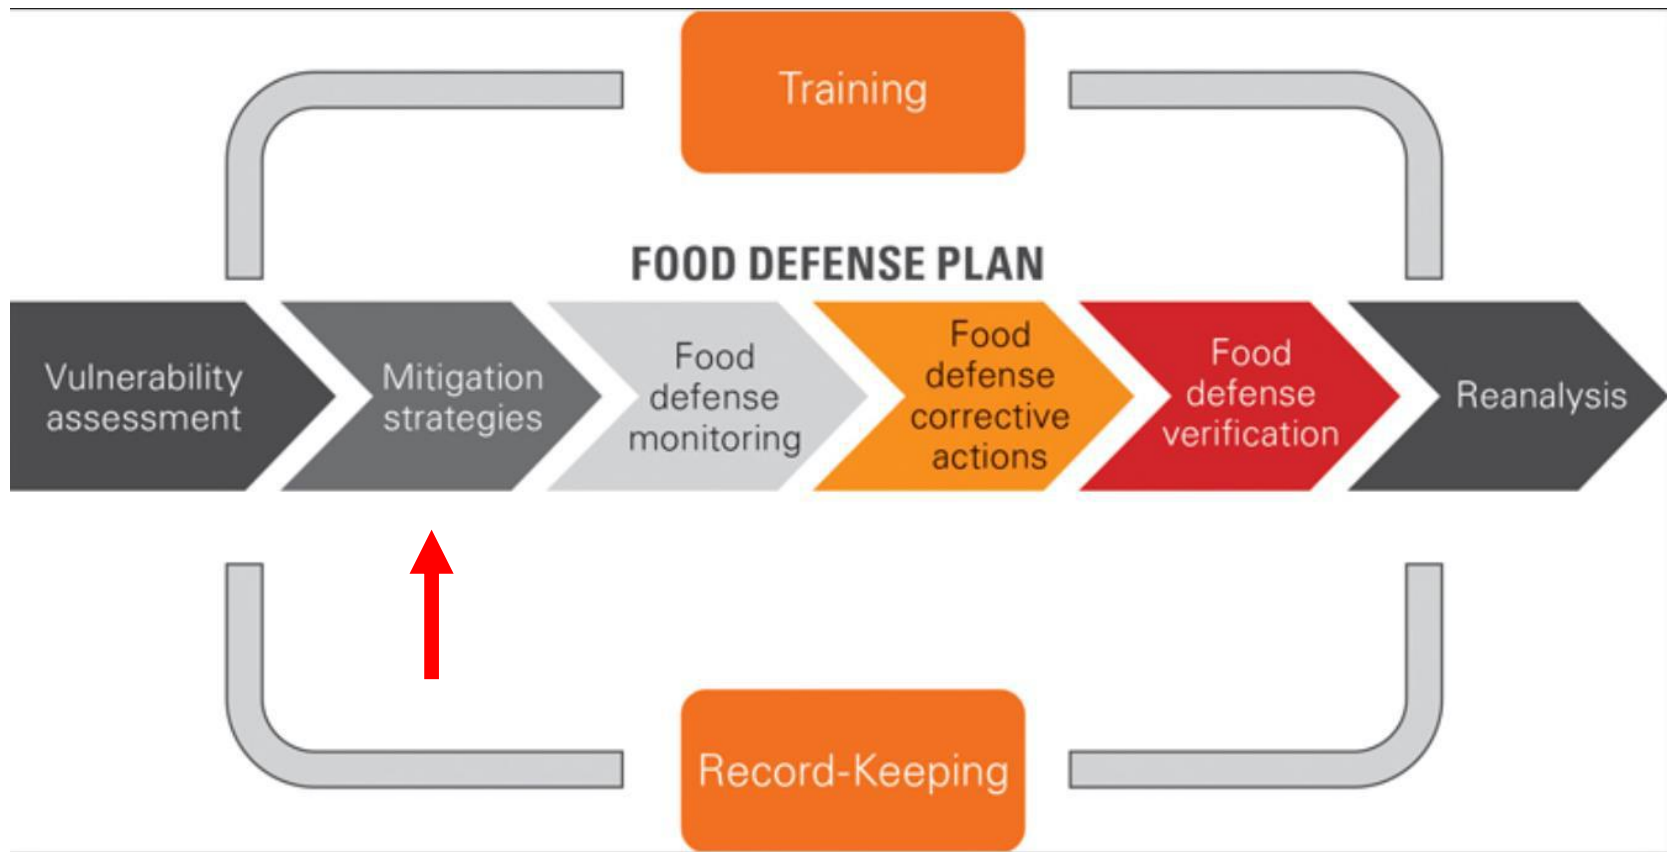 Training
FOOD DEFENSE PLAN
Vulnerability
assessment
Mitigation
strategies
Food
defense
monitoring
Food
defense
corrective
actions
Food
defense
verification
Reanalysis
Record-Keeping